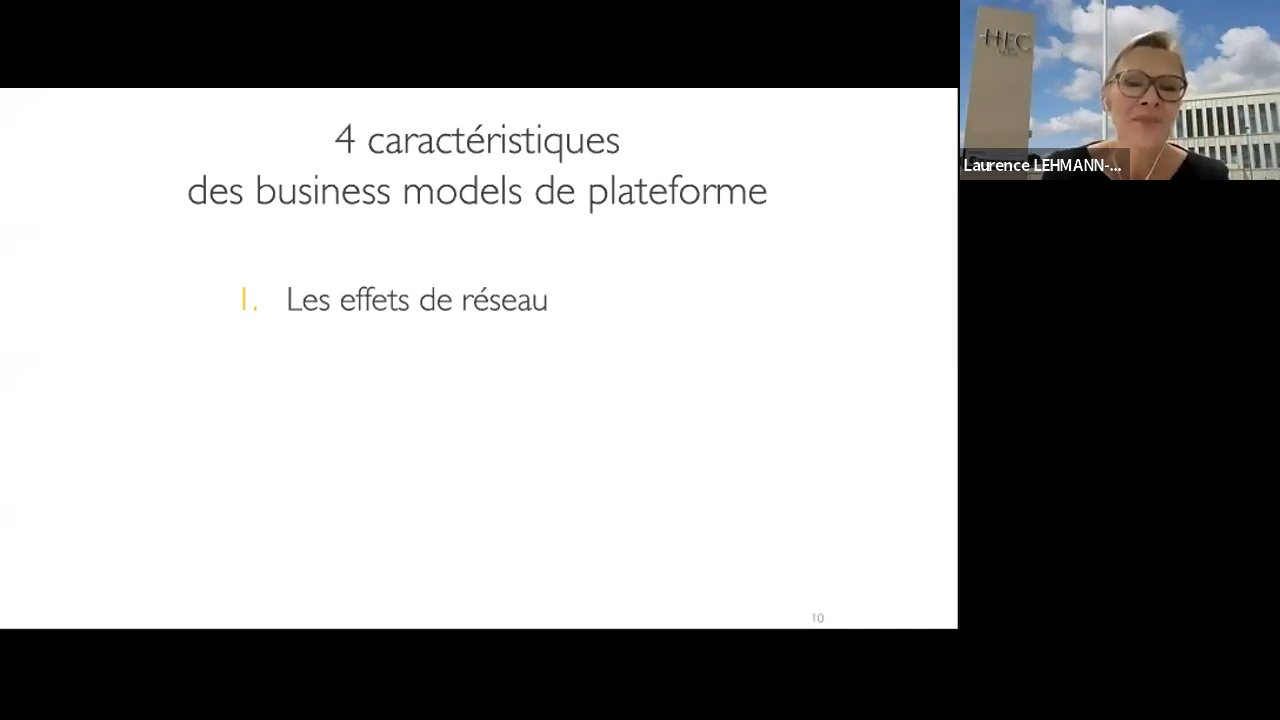 4 caractéristiques
des business models de plateforme
1. Les effets de réseau
10
HEC
Laurence LEHMANN-...